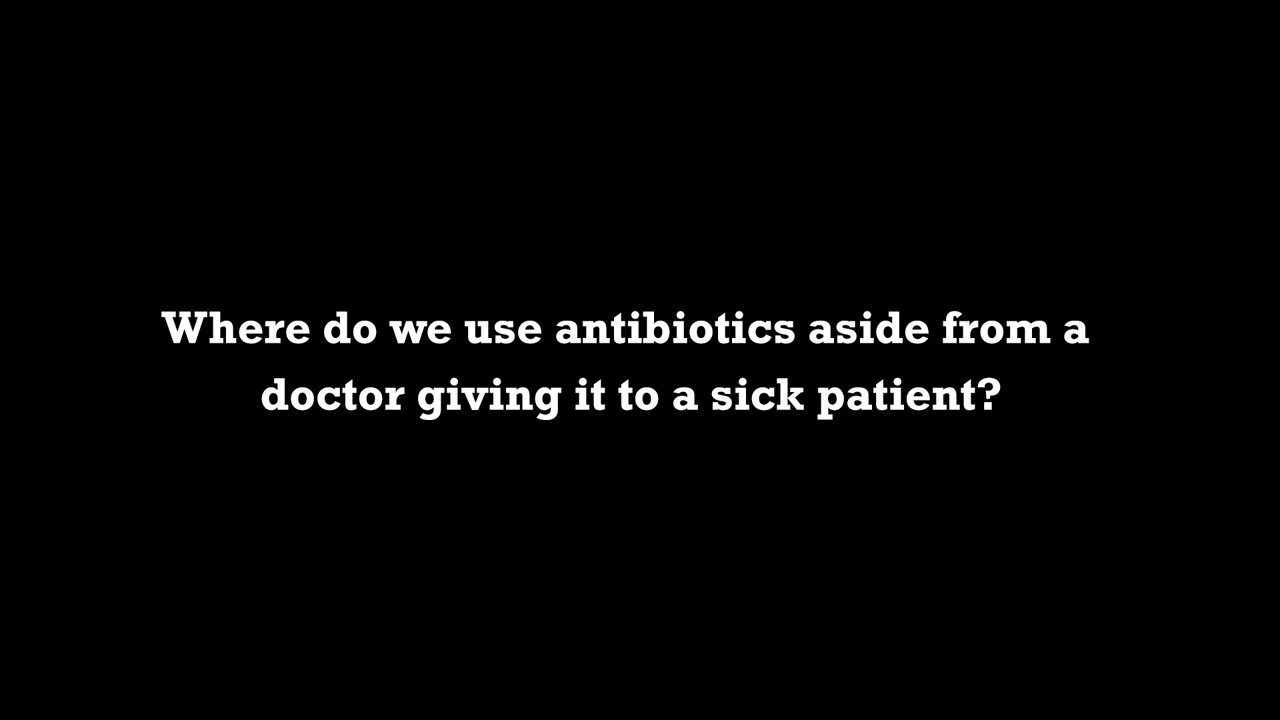 Where do we use antibiotics aside from a
doctor giving it to a sick patient?